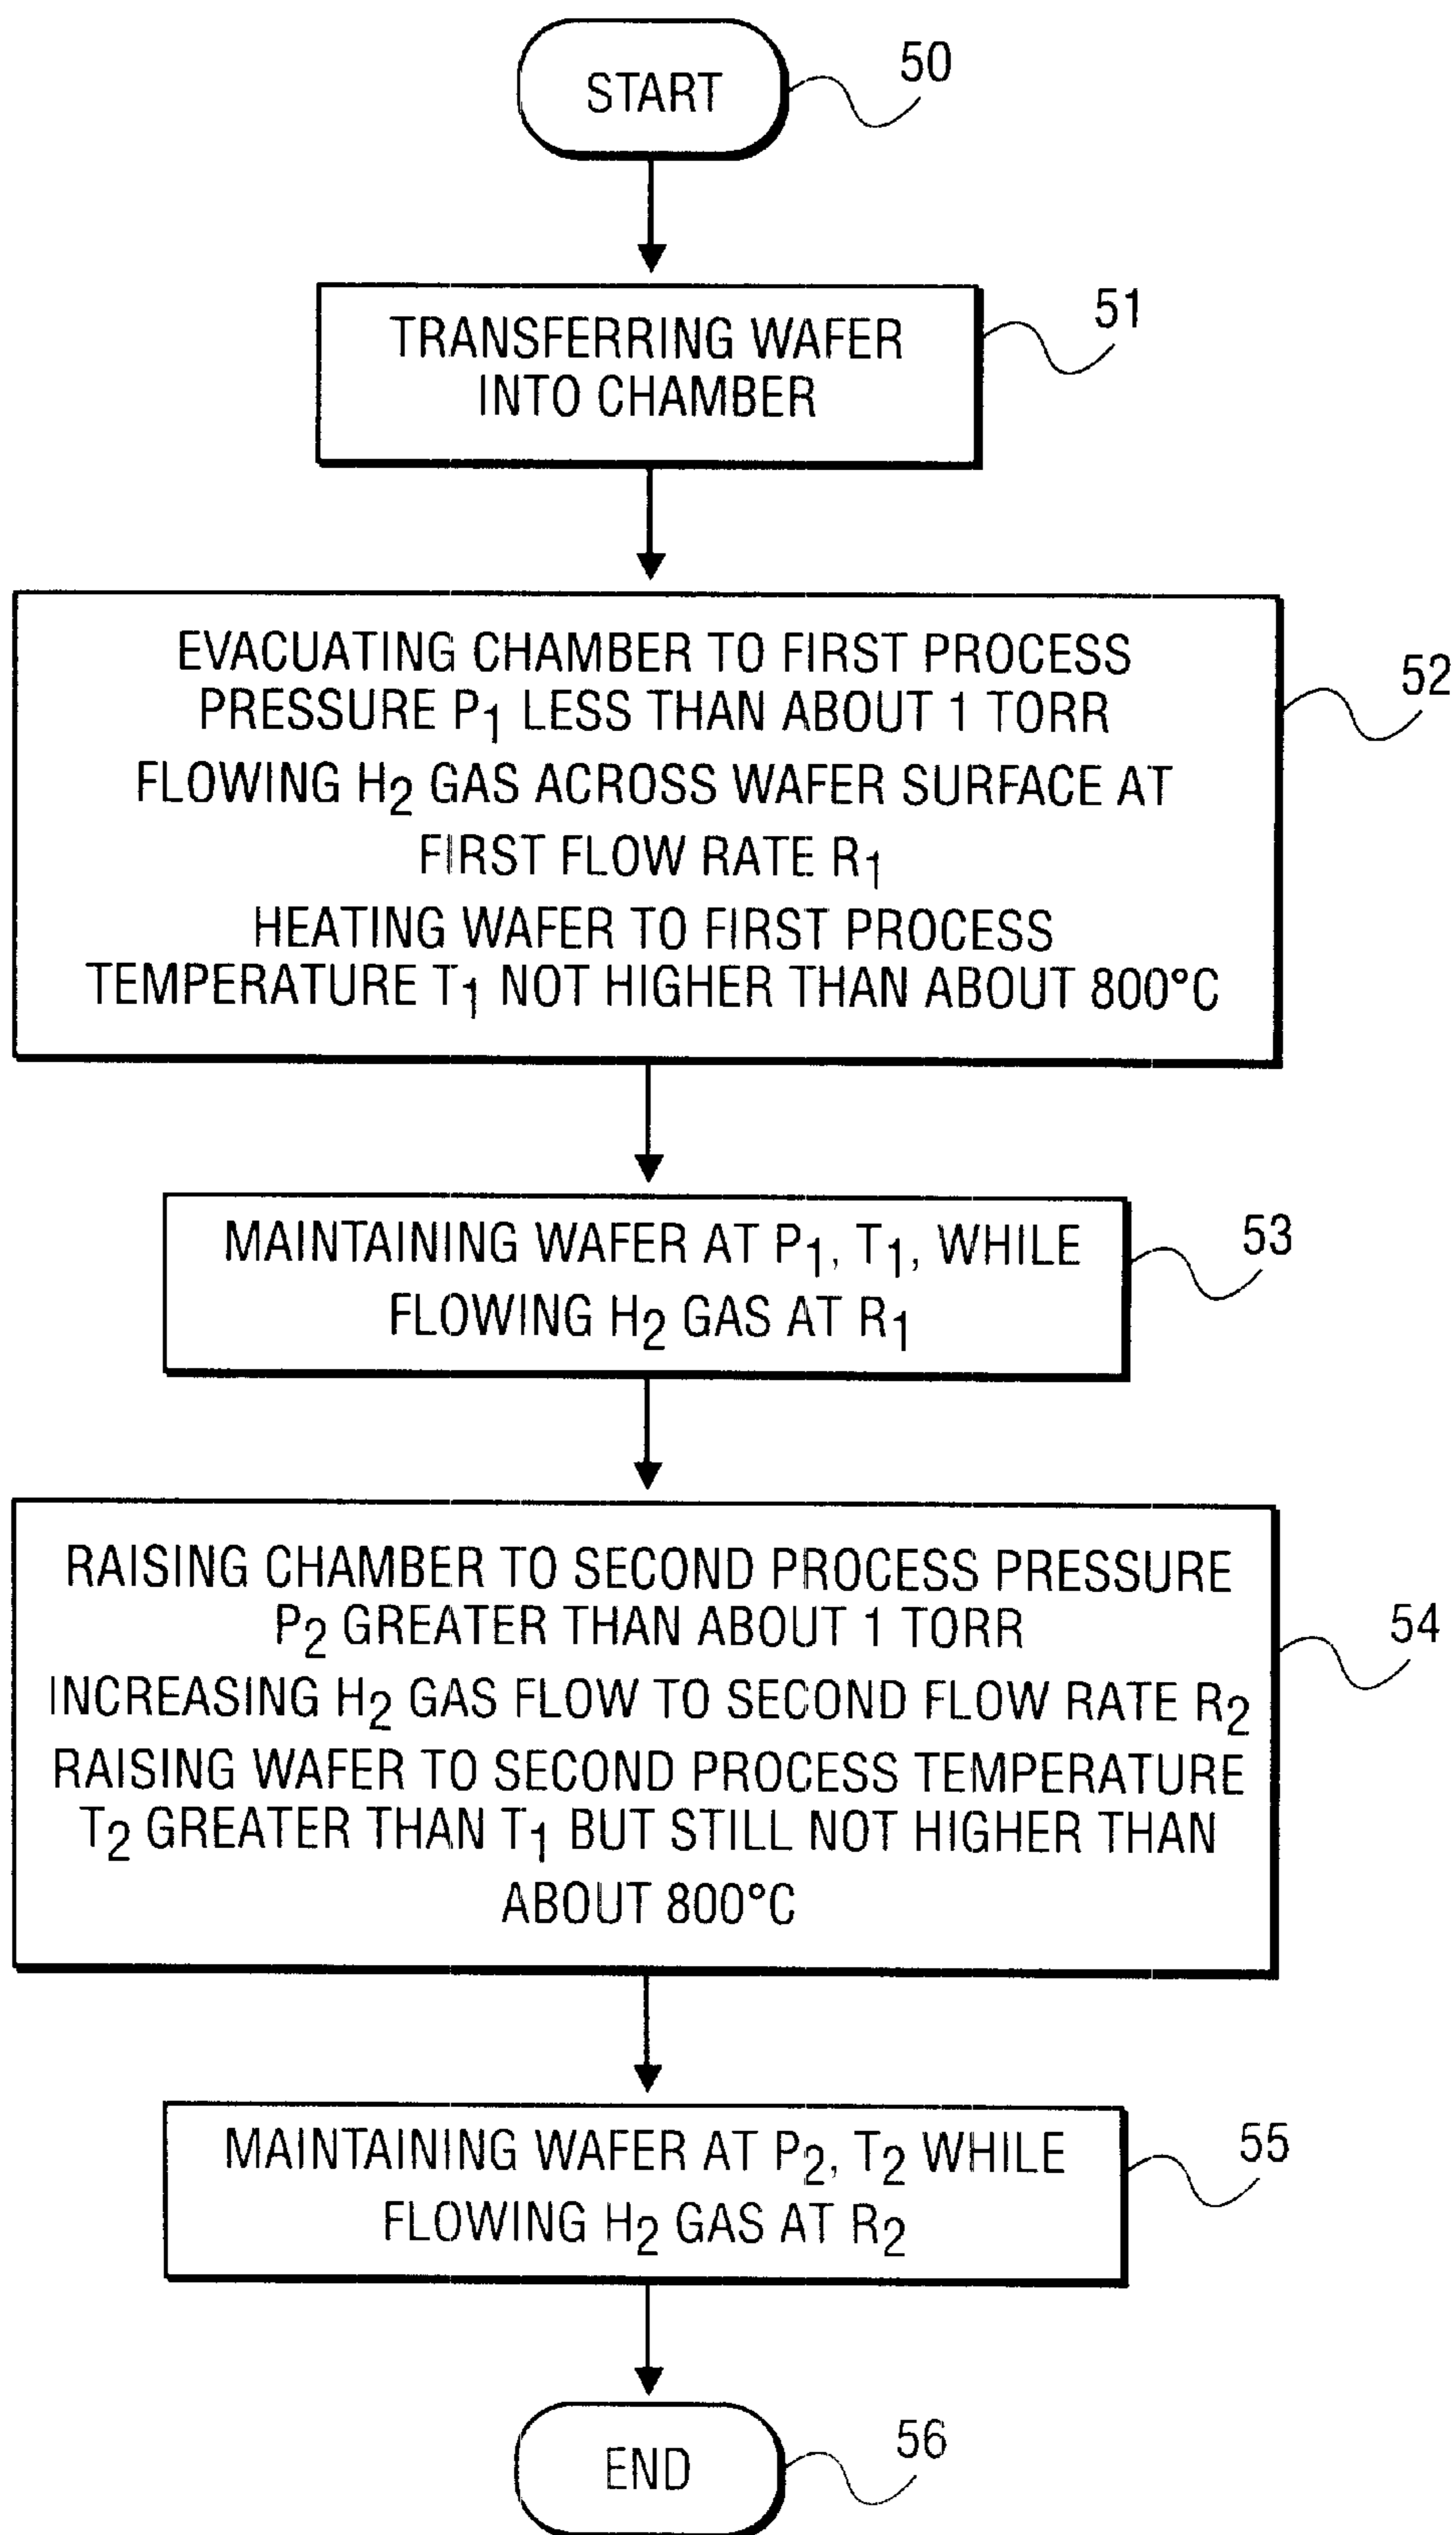 START
50
TRANSFERRING WAFER
INTO CHAMBER
51
EVACUATING CHAMBER TO FIRST PROCESS
PRESSURE P1 LESS THAN ABOUT 1 TORR
FLOWING H2 GAS ACROSS WAFER SURFACE AT
FIRST FLOW RATE R1
HEATING WAFER TO FIRST PROCESS
TEMPERATURE T1 NOT HIGHER THAN ABOUT 800°C
52
MAINTAINING WAFER AT P1, T1, WHILE
FLOWING H2 GAS AT R1
53
RAISING CHAMBER TO SECOND PROCESS PRESSURE
P2 GREATER THAN ABOUT 1 TORR
INCREASING H2 GAS FLOW TO SECOND FLOW RATE R2
RAISING WAFER TO SECOND PROCESS TEMPERATURE
T2 GREATER THAN T1 BUT STILL NOT HIGHER THAN
ABOUT 800°C
54
MAINTAINING WAFER AT P2, T2 WHILE
FLOWING H2 GAS AT R2
55
END
56